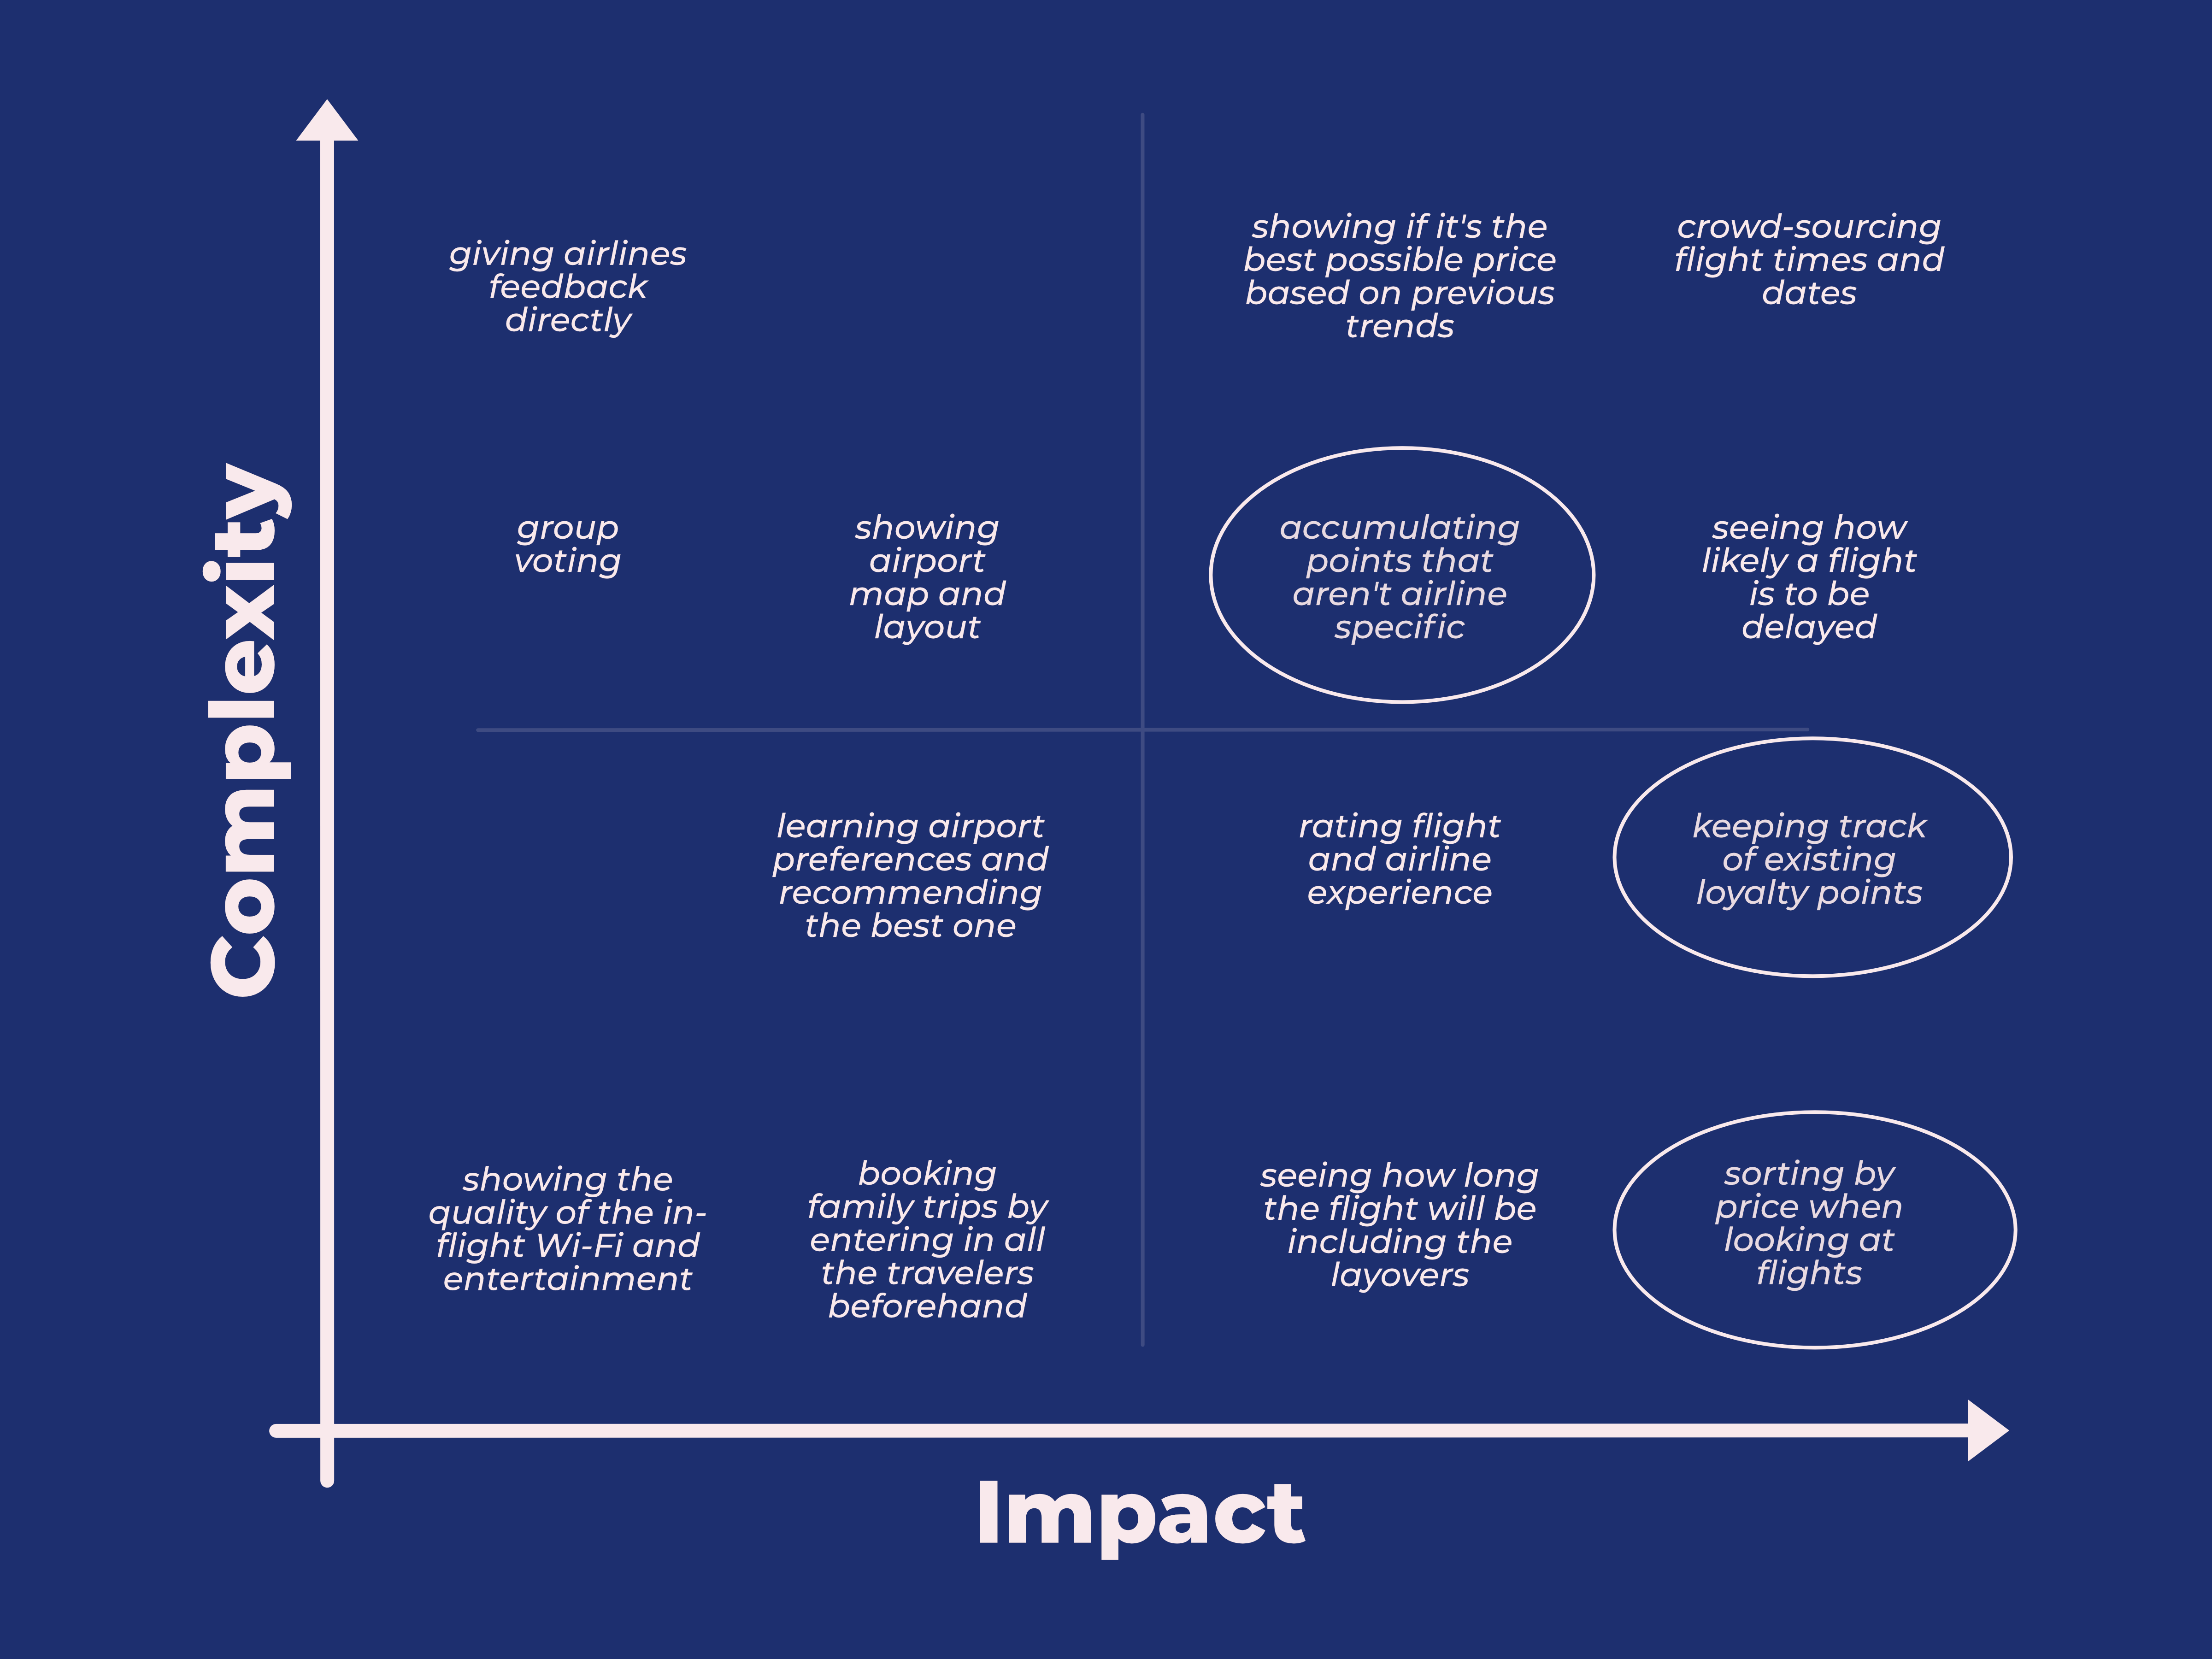 Complexity
giving airlines
feedback
directly
showing if it's the
best possible price
based on previous
trends
crowd-sourcing
flight times and
dates
group
voting
showing
airport
map and
layout
accumulating
points that
aren't airline
specific
seeing how
likely a flight
is to be
delayed
learning airport
preferences and
recommending
the best one
rating flight
and airline
experience
keeping track
of existing
loyalty points
showing the
quality of the in-
flight Wi-Fi and
entertainment
booking
family trips by
entering in all
the travelers
beforehand
seeing how long
the flight will be
including the
layovers
sorting by
price when
looking at
flights
Impact